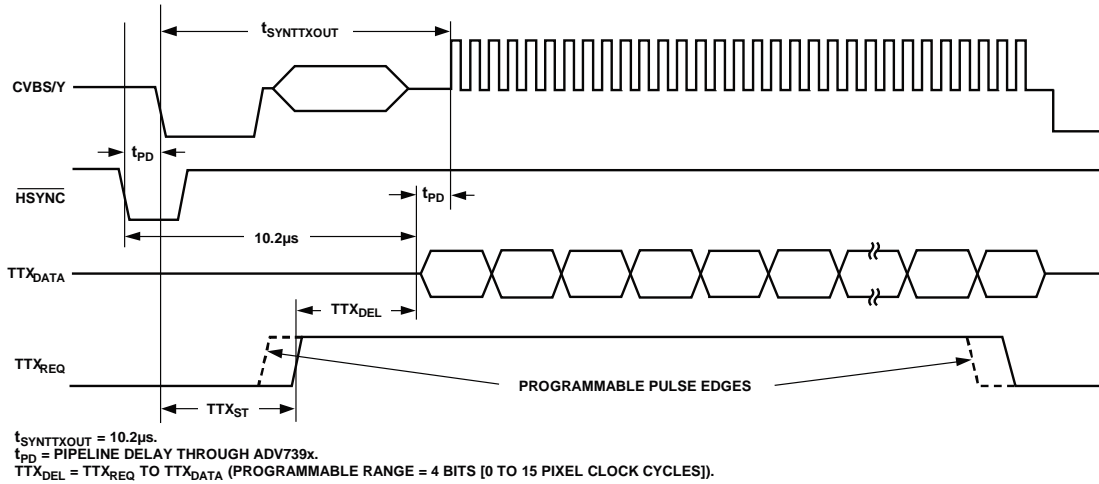 tSYNTTXOUT
CVBS/Y
tPD
HSYNC
tPD
10.2µs
TTXDATA
TTXDEL
TTXREQ
PROGRAMMABLE PULSE EDGES
TTXST
tSYNTTXOUT = 10.2µs.
tPD = PIPELINE DELAY THROUGH ADV739x.
TTXDEL = TTXREQ TO TTXDATA (PROGRAMMABLE RANGE = 4 BITS [0 TO 15 PIXEL CLOCK CYCLES]).